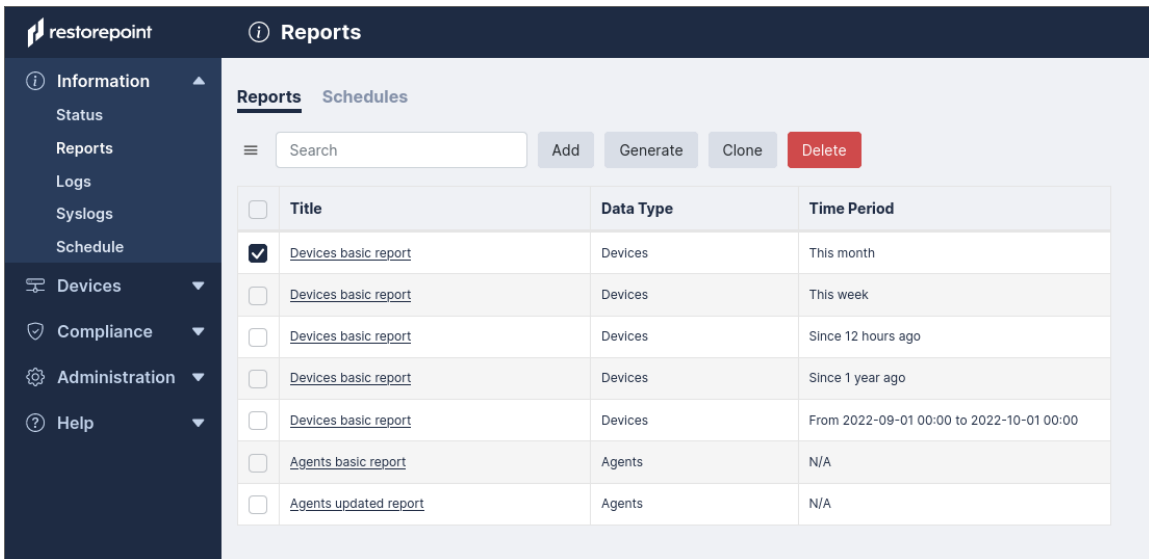 restorepoint
Reports
Information
Status
Reports
Logs
Syslogs
Schedule
Devices
Compliance
Administration
Help
Reports Schedules
Search Add Generate Clone Delete
Title Data Type Time Period
Devices basic report Devices This month
Devices basic report Devices This week
Devices basic report Devices Since 12 hours ago
Devices basic report Devices Since 1 year ago
Devices basic report Devices From 2022-09-01 00:00 to 2022-10-01 00:00
Agents basic report Agents N/A
Agents updated report Agents N/A